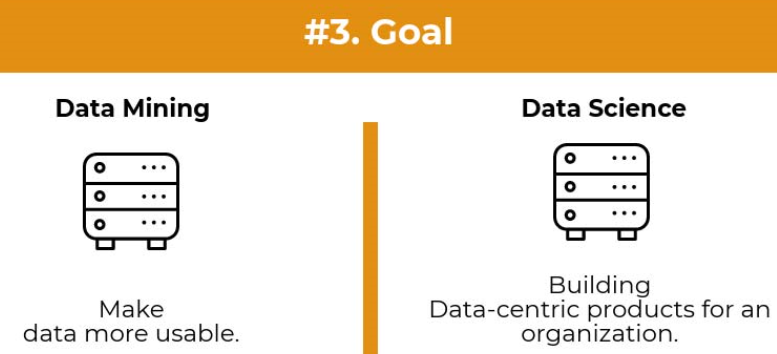 #3. Goal
Data Mining
Data Science
Make
data more usable.
Building
Data-centric products for an
organization.